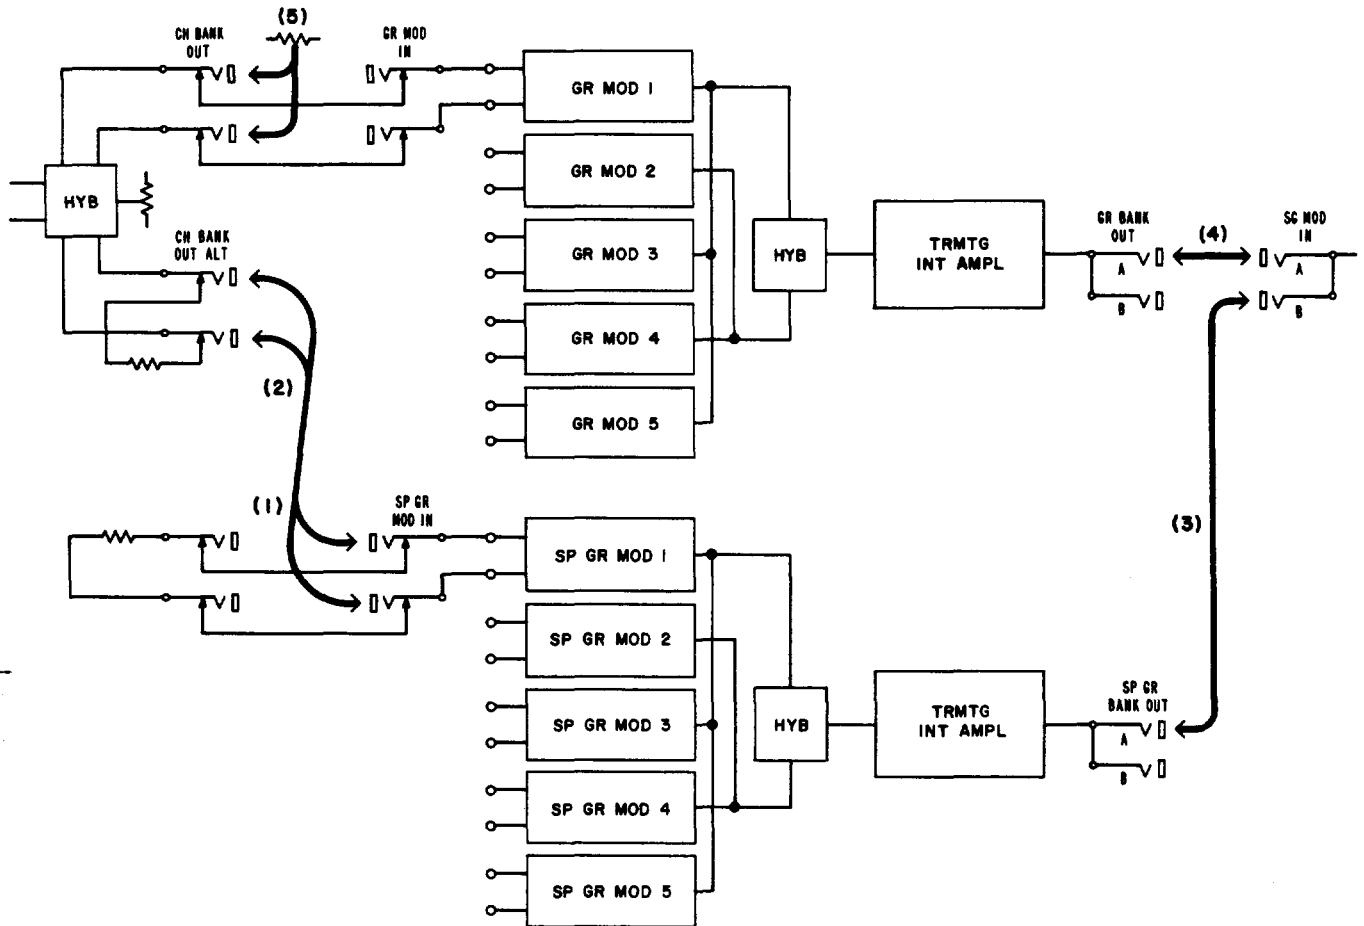 (5)
CH BANK
OUT
GR MOD
IN
GR MOD 1
GR MOD 2
GR MOD 3
GR MOD 4
GR MOD 5
HYB
CH BANK
OUT ALT
HYB
TRMTG
INT AMPL
GR BANK
OUT
A
B
(4)
SG MOD
IN
A
B
(2)
(1)
(3)
SP GR
MOD IN
SP GR MOD 1
SP GR MOD 2
SP GR MOD 3
SP GR MOD 4
SP GR MOD 5
HYB
TRMTG
INT AMPL
SP GR
BANK OUT
A
B